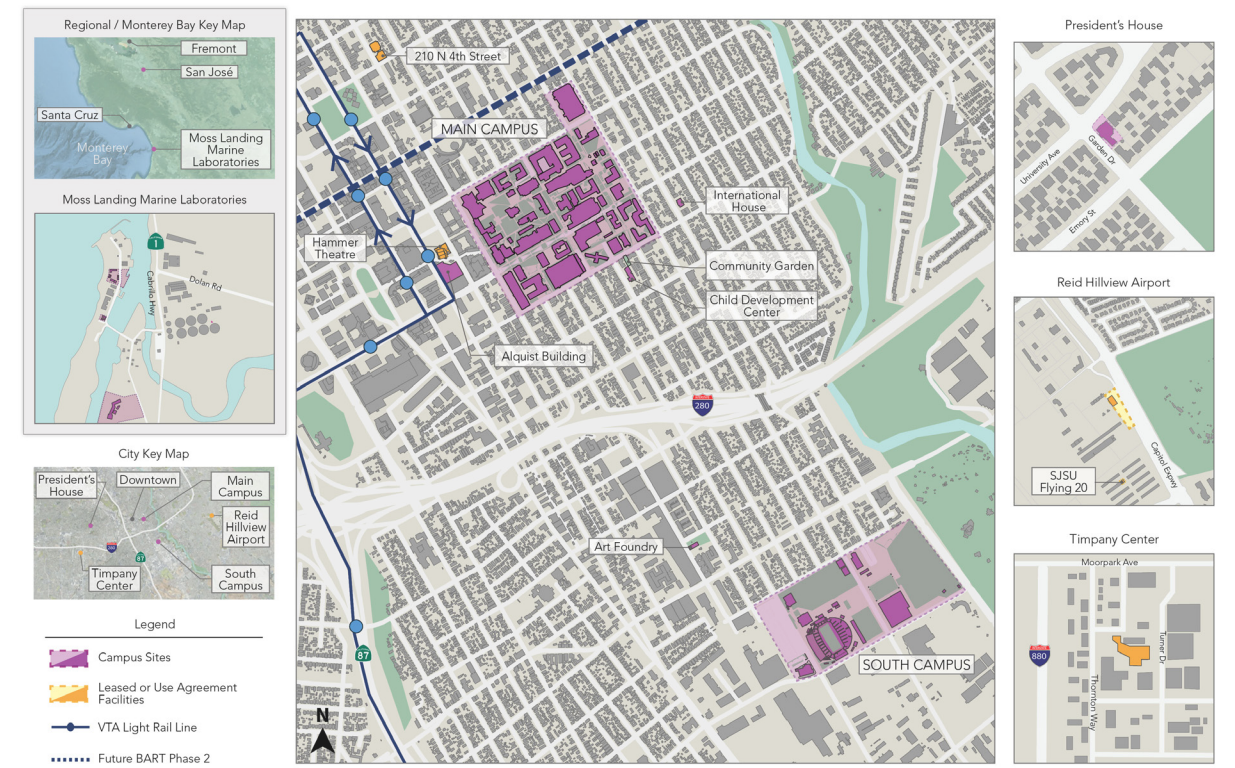 Regional / Monterey Bay Key Map
Fremont
San José
Santa Cruz
Monterey
Bay
Moss Landing
Marine
Laboratories
Moss Landing Marine Laboratories
1
Cabrilo Hwy
Dolan Rd
City Key Map
President's
House
Downtown
Main
Campus
Reid
Hillview
Airport
87
Timpany
Center
South
Campus
Legend
Campus Sites
Leased or Use Agreement
Facilities
VTA Light Rail Line
Future BART Phase 2
210 N 4th Street
MAIN CAMPUS
International
House
Hammer
Theatre
Community Garden
Child Development
Center
Alquist Building
280
Art Foundry
SOUTH CAMPUS
87
N
President's House
University Ave
Garden Dr
Emory St
Reid Hillview Airport
Capitol Expwy
SJSU
Flying 20
Timpany Center
Moorpark Ave
880
Turner Dr
Thornton Way